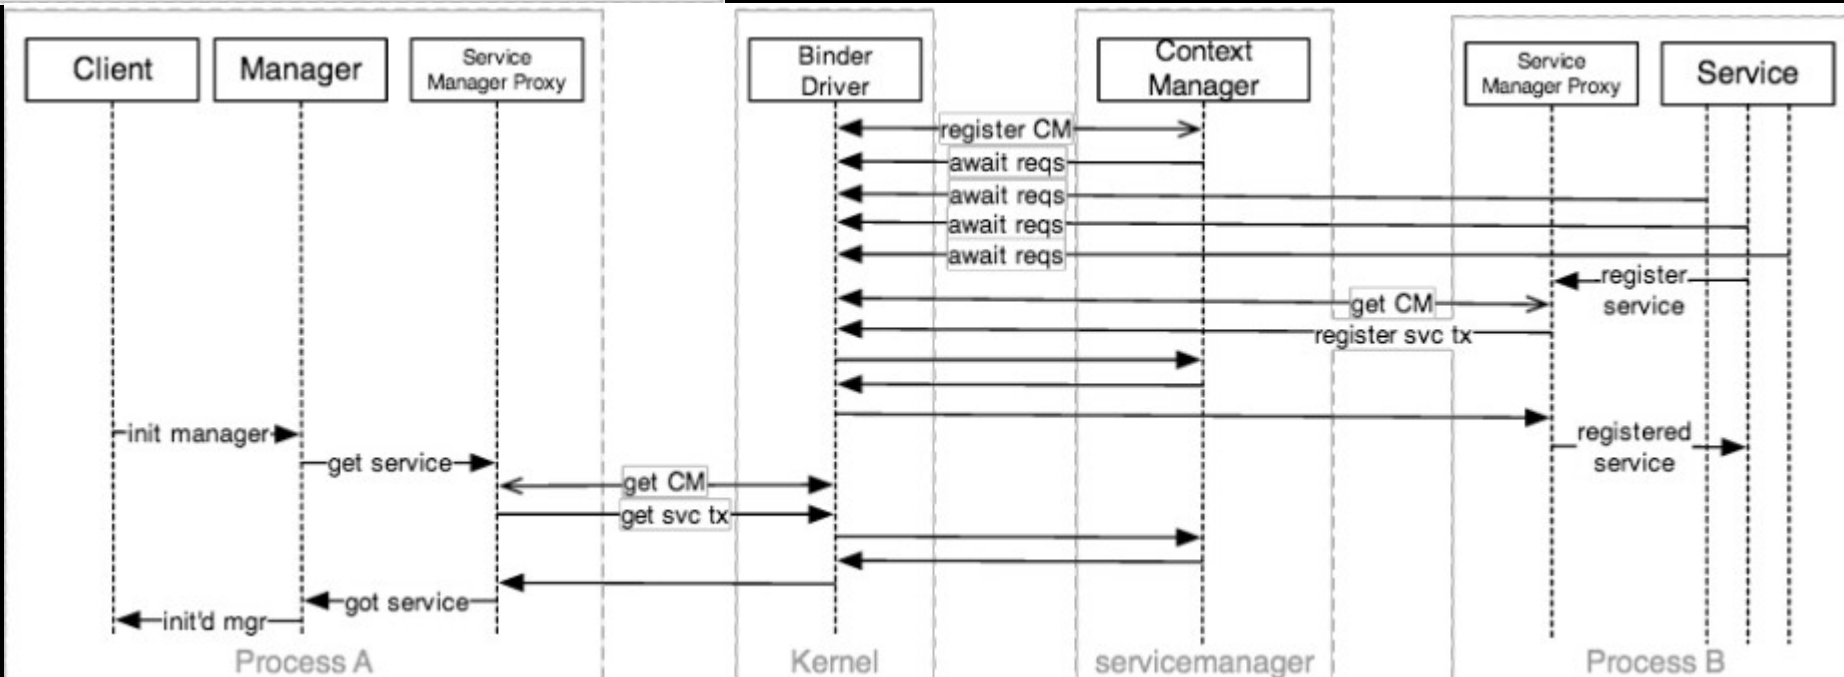 Client
Manager
Service
Manager Proxy
Binder
Driver
Context
Manager
Service
Manager Proxy
Service
register CM
await reqs
await reqs
await reqs
await reqs
register
service
get CM
register svc tx
init manager
registered
service
get service
get CM
get svc tx
got service
init'd mgr
Process A
Kernel
servicemanager
Process B